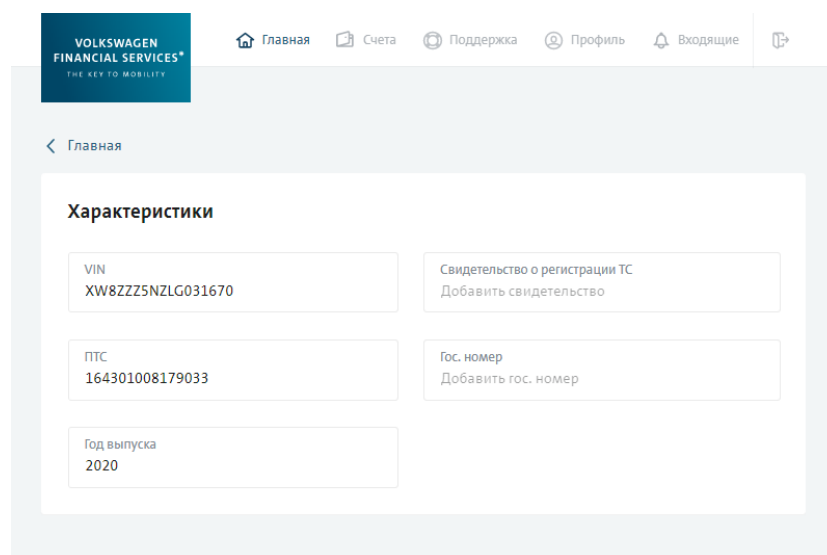 VOLKSWAGEN
FINANCIAL SERVICES*
THE KEY TO MOBILITY
Главная
Счета
Поддержка
Профиль
Входящие
Главная
Характеристики
VIN
XW8ZZZ5NZLG031670
Свидетельство о регистрации ТС
Добавить свидетельство
ПТС
164301008179033
Гос. номер
Добавить гос. номер
Год выпуска
2020